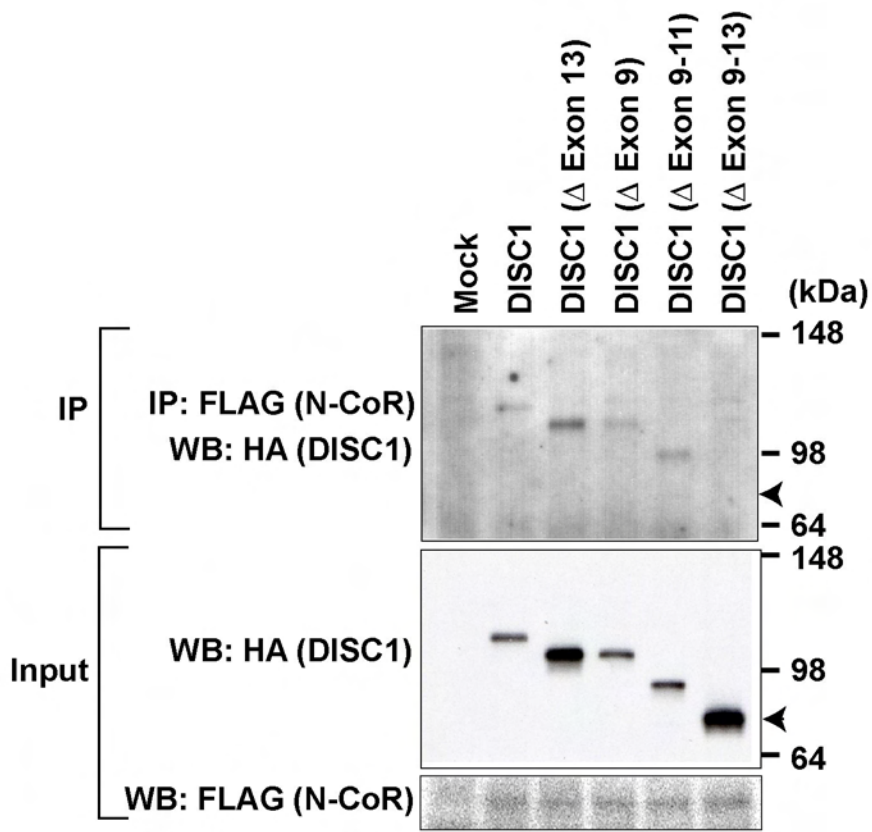 Mock
DISC1
DISC1 (Δ Exon 13)
DISC1 (Δ Exon 9)
DISC1 (Δ Exon 9-11)
DISC1 (Δ Exon 9-13)
(kDa)
148
IP
IP: FLAG (N-CoR)
WB: HA (DISC1)
98
64
148
Input
WB: HA (DISC1)
98
64
WB: FLAG (N-CoR)